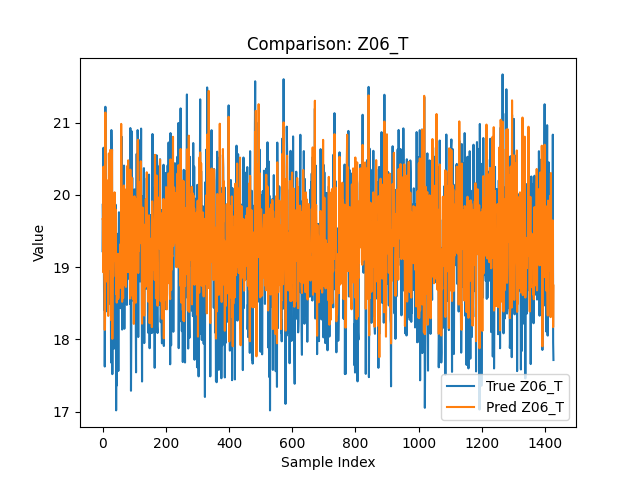 Comparison: Z06_T
Value
21
20
19
18
17
0 200 400 600 800 1000 1200 1400
Sample Index
True Z06_T
Pred Z06_T